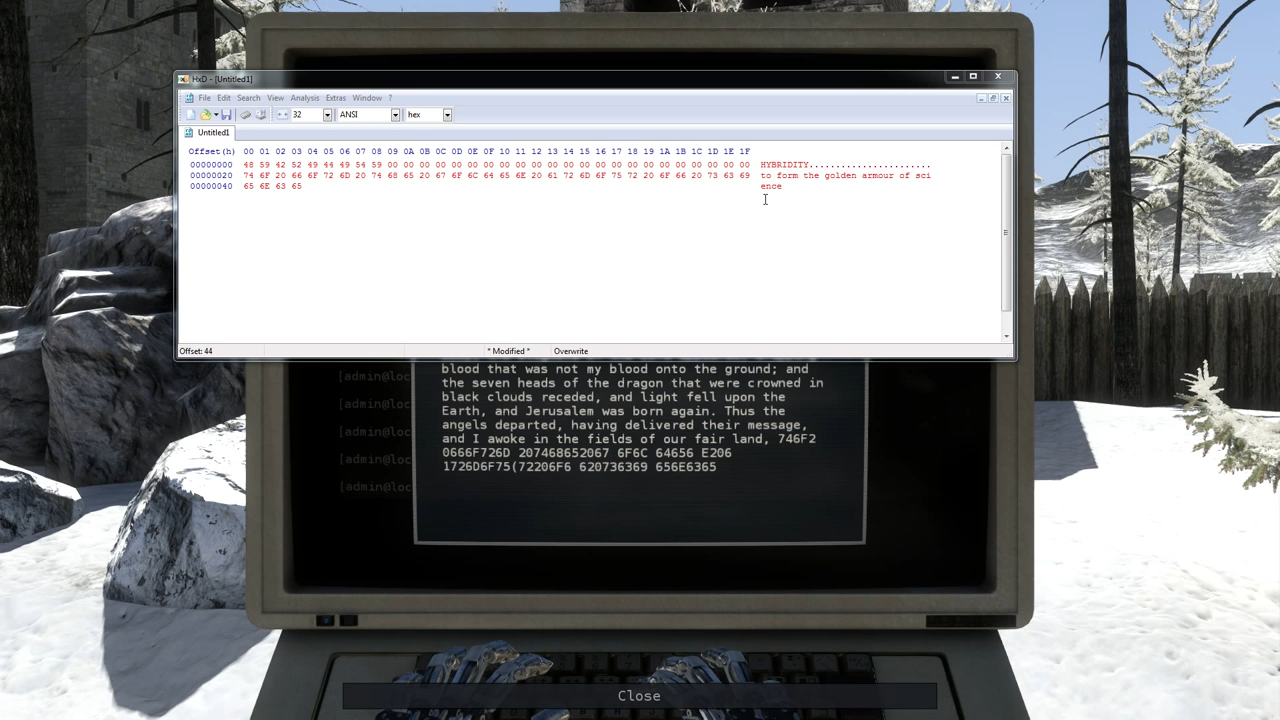 HxD - [Untitled1]
File Edit Search View Analysis Extras Window ?
32 ANSI hex
Untitled1
Offset(h) 00 01 02 03 04 05 06 07 08 09 0A 0B 0C 0D 0E 0F 10 11 12 13 14 15 16 17 18 19 1A 1B 1C 1D 1E 1F
00000000 48 59 42 52 49 44 49 54 59 00 00 00 00 00 00 00 00 00 00 00 00 00 00 00 00 00 00 00 00 00 00 00 HYBRIDITY.......................
00000020 74 6F 20 66 6F 72 6D 20 74 68 65 20 67 6F 6C 64 65 6E 20 61 72 6D 6F 75 72 20 6F 66 20 73 63 69 to form the golden armour of sci
00000040 65 6E 63 65 ence
Offset: 44 * Modified * Overwrite
blood that was not my blood onto the ground; and
[admin@loc
the seven heads of the dragon that were crowned in
black clouds receded, and light fell upon the
[admin@loc
Earth, and Jerusalem was born again. Thus the
angels departed, having delivered their message,
[admin@loc
and I awoke in the fields of our fair land, 746F2
0666F726D 207468652067 6F6C 64656 E206
[admin@loc
1726D6F75(72206F6 620736369 656E6365
[admin@loc
Close